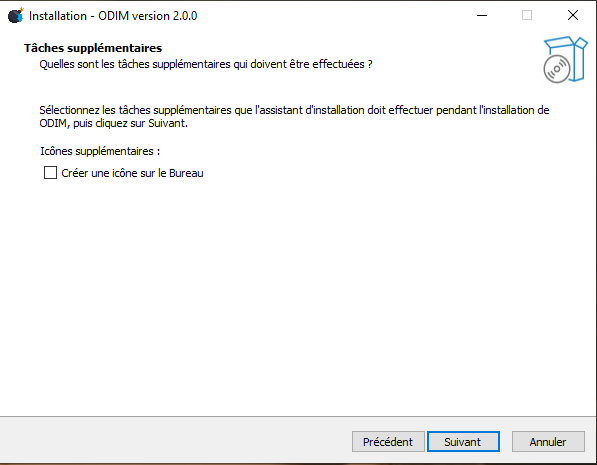 Installation - ODIM version 2.0.0
Tâches supplémentaires
Quelles sont les tâches supplémentaires qui doivent être effectuées ?
Sélectionnez les tâches supplémentaires que l'assistant d'installation doit effectuer pendant l'installation de
ODIM, puis cliquez sur Suivant.
Icônes supplémentaires :
Créer une icône sur le Bureau
Précédent
Suivant
Annuler